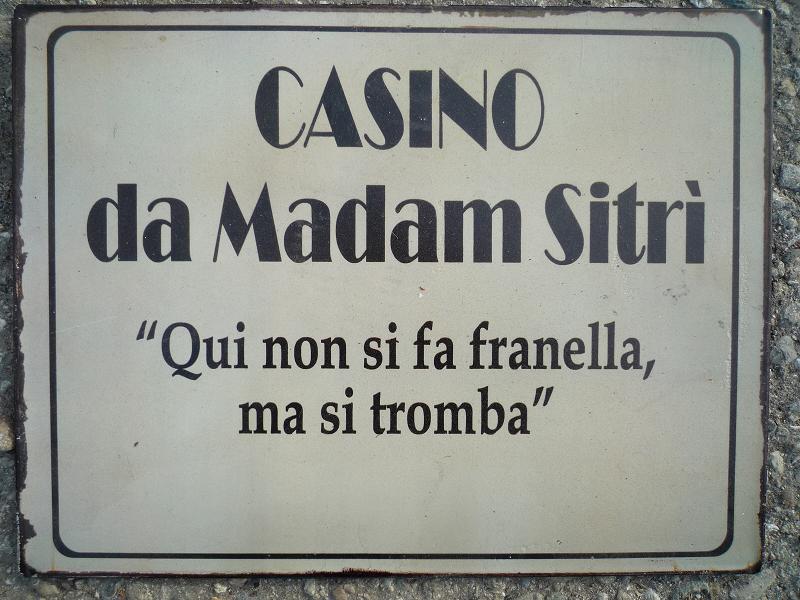 CASINO
da Madam Sitrì
“Qui non si fa franella,
ma si tromba”